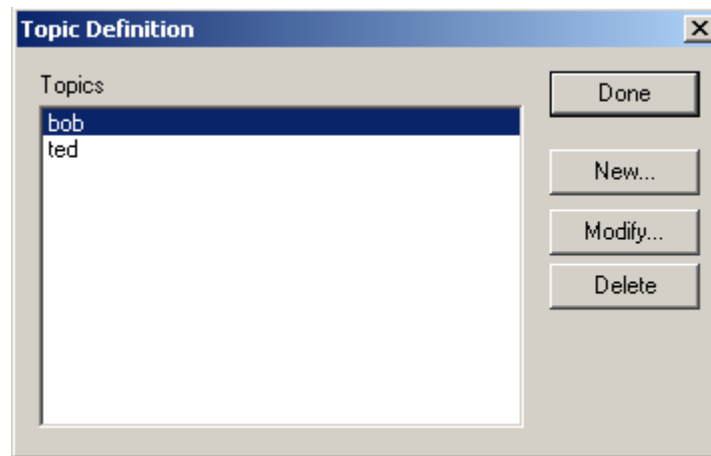 Topic Definition
Topics
bob
ted
Done
New...
Modify...
Delete